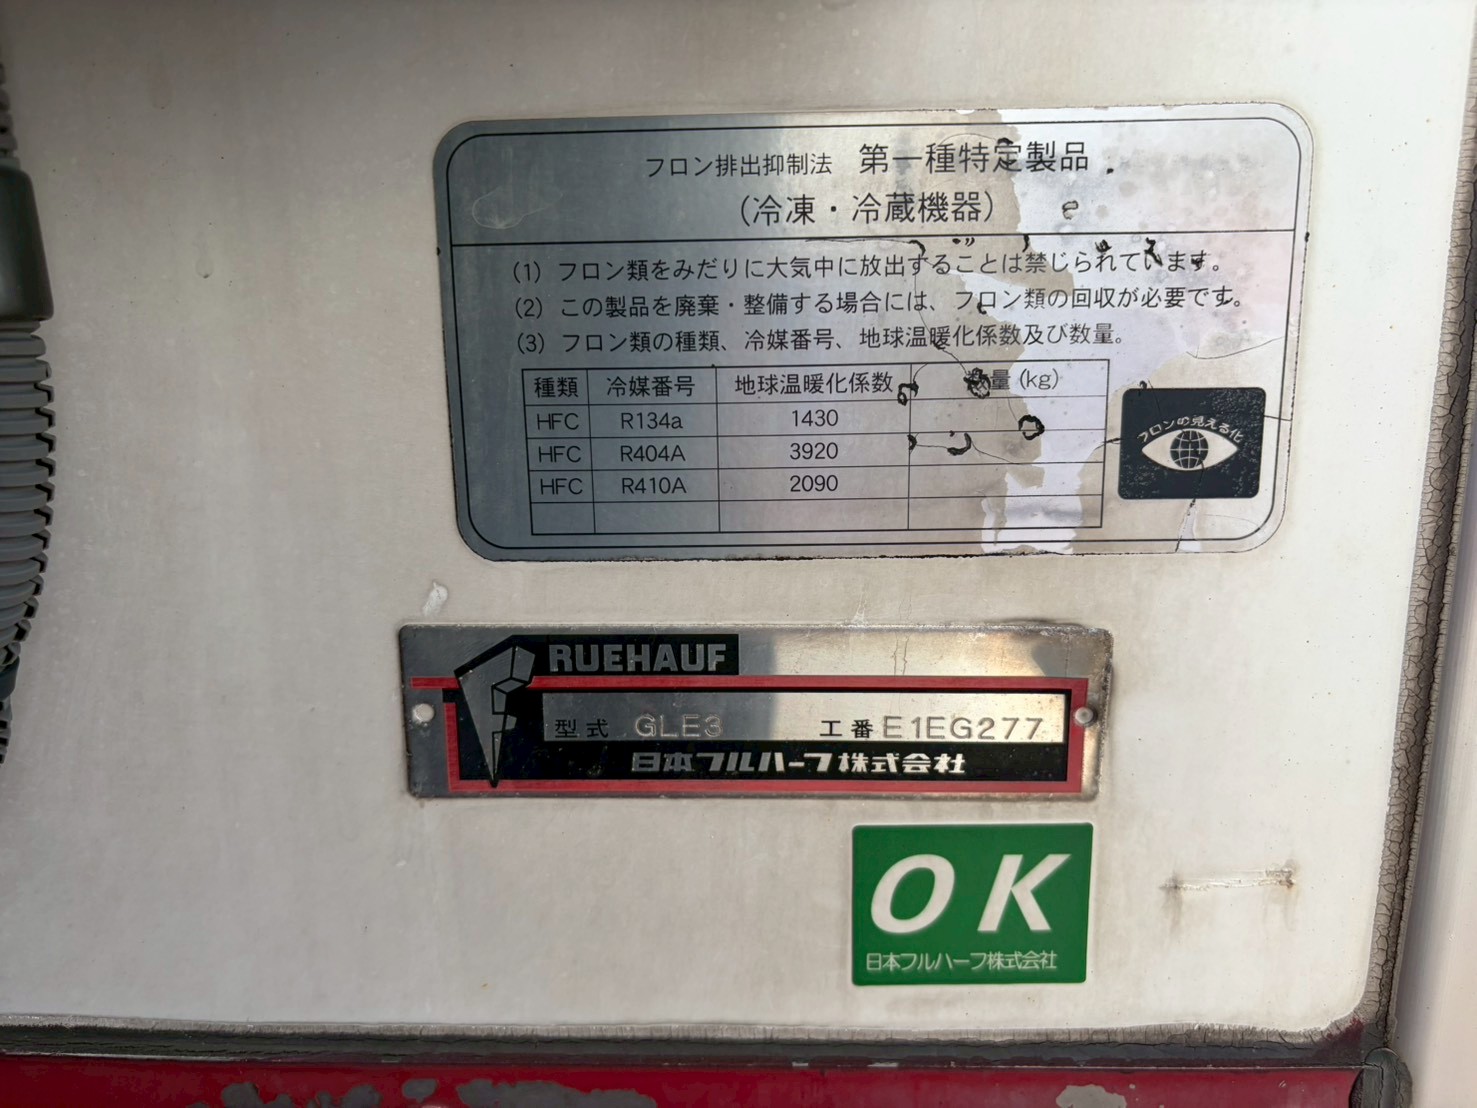 フロン排出抑制法 第一種特定製品
(冷凍・冷蔵機器)
(1) フロン類をみだりに大気中に放出することは禁じられています。
(2) この製品を廃棄・整備する場合には、フロン類の回収が必要です。
(3) フロン類の種類、冷媒番号、地球温暖化係数及び数量。
種類 冷媒番号 地球温暖化係数 数量 (kg)
HFC R134a 1430
HFC R404A 3920
HFC R410A 2090
フロンの見える化
RUEHAUF
型式 GLE3 工番 E1EG277
日本フルハーフ株式会社
OK
日本フルハーフ株式会社